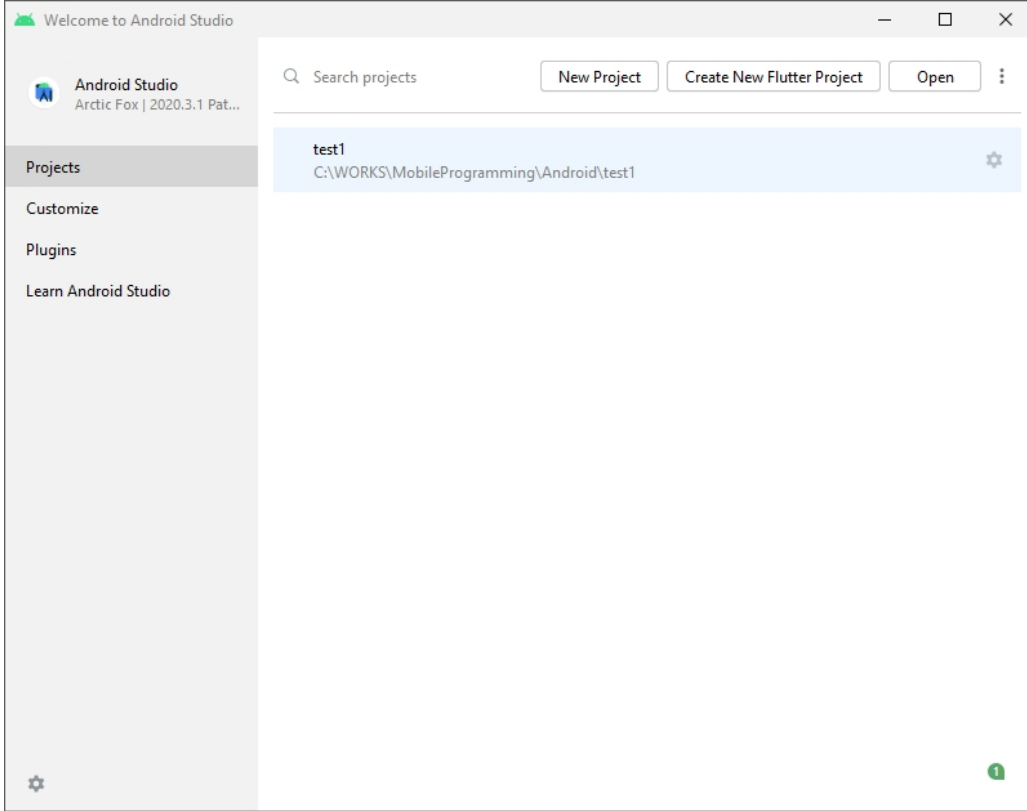 Welcome to Android Studio
Android Studio
Arctic Fox | 2020.3.1 Pat...
Projects
Customize
Plugins
Learn Android Studio
Search projects
New Project
Create New Flutter Project
Open
test1
C:\WORKS\MobileProgramming\Android\test1
1